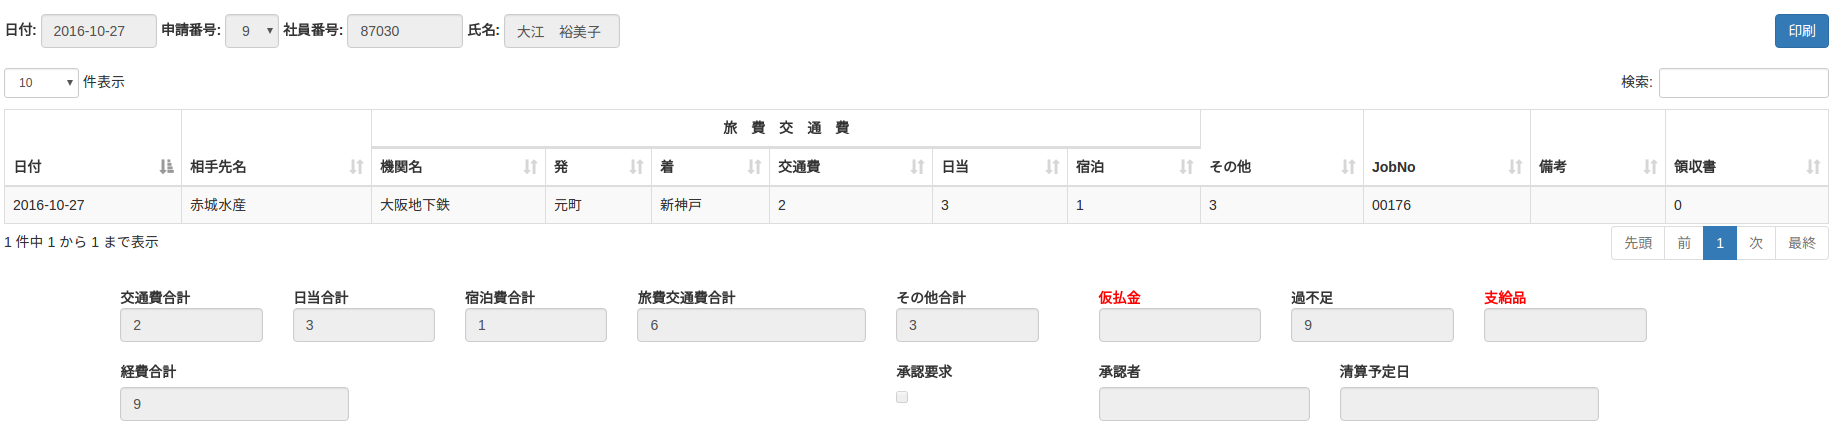 日付: 2016-10-27 申請番号: 9 社員番号: 87030 氏名: 大江　裕美子 印刷
10 件表示 検索:
旅　費　交　通　費
日付 相手先名 機関名 発 着 交通費 日当 宿泊 その他 JobNo 備考 領収書
2016-10-27 赤城水産 大阪地下鉄 元町 新神戸 2 3 1 3 00176 0
1 件中 1 から 1 まで表示 先頭 前 1 次 最終
交通費合計 日当合計 宿泊費合計 旅費交通費合計 その他合計 仮払金 過不足 支給品
2 3 1 6 3 9
経費合計 承認要求 承認者 清算予定日
9